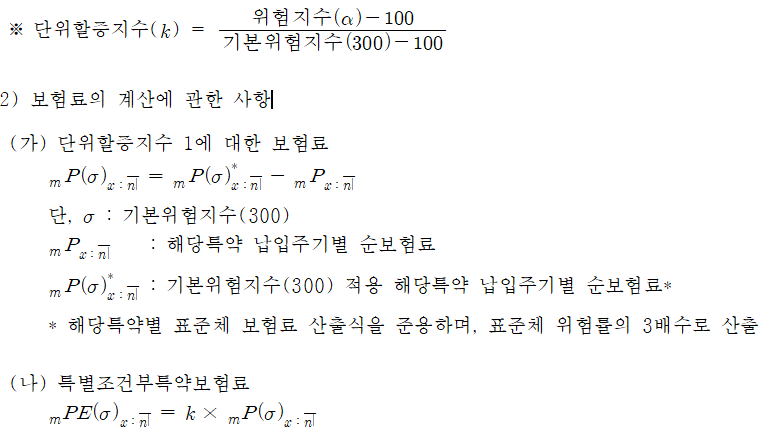 ※ 단위할증지수(k) = 위험지수(α)-100 / 기본위험지수(300)-100
2) 보험료의 계산에 관한 사항
(가) 단위할증지수 1에 대한 보험료
ₘP(σ)ₓ:n̅| = ₘP(σ)*ₓ:n̅| - ₘPₓ:n̅|
단, σ : 기본위험지수(300)
ₘPₓ:n̅| : 해당특약 납입주기별 순보험료
ₘP(σ)*ₓ:n̅| : 기본위험지수(300) 적용 해당특약 납입주기별 순보험료*
* 해당특약별 표준체 보험료 산출식을 준용하며, 표준체 위험률의 3배수로 산출
(나) 특별조건부특약보험료
ₘPE(σ)ₓ:n̅| = k × ₘP(σ)ₓ:n̅|